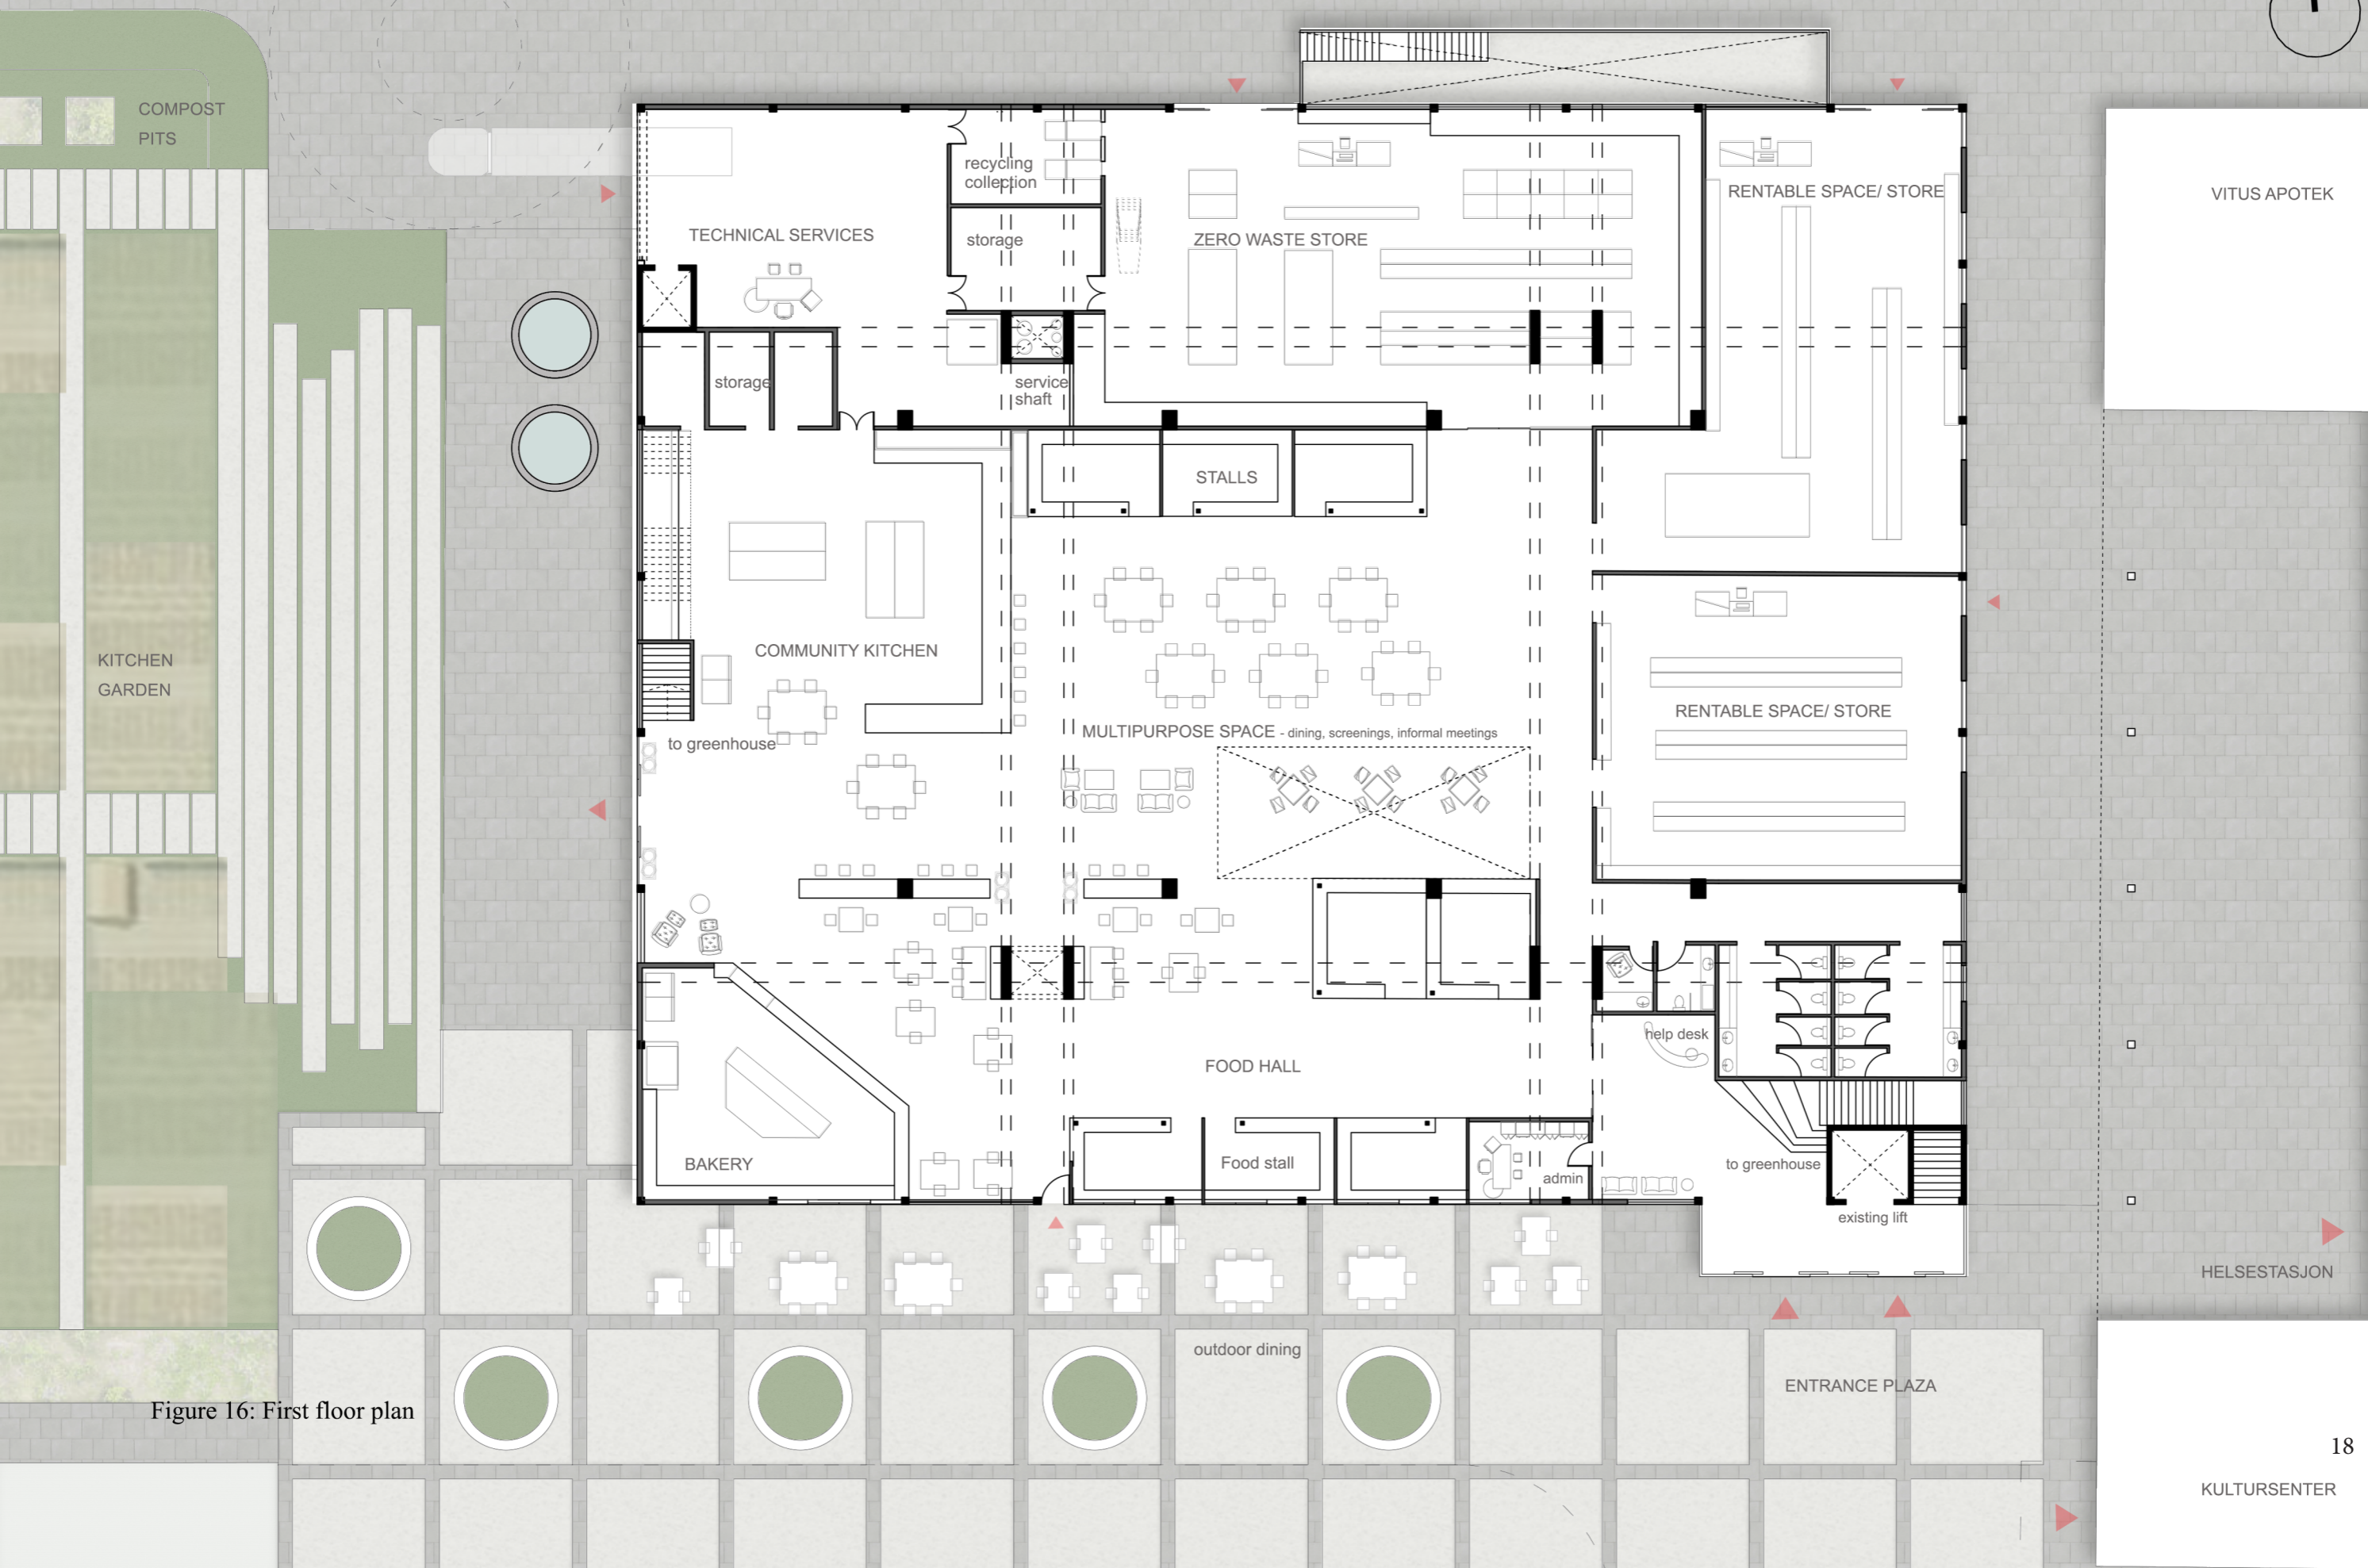 COMPOST
PITS
recycling
collection
RENTABLE SPACE/ STORE
VITUS APOTEK
TECHNICAL SERVICES
storage
ZERO WASTE STORE
storage
service
shaft
STALLS
COMMUNITY KITCHEN
KITCHEN
GARDEN
to greenhouse
MULTIPURPOSE SPACE - dining, screenings, informal meetings
RENTABLE SPACE/ STORE
help desk
FOOD HALL
BAKERY
Food stall
admin
to greenhouse
existing lift
HELSESTASJON
outdoor dining
ENTRANCE PLAZA
Figure 16: First floor plan
18
KULTURSENTER